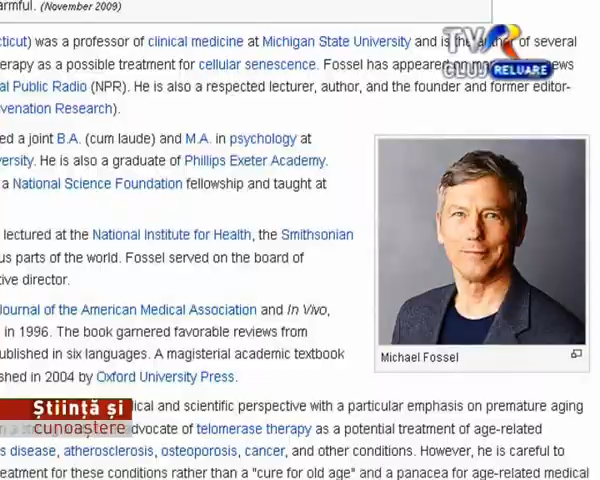 armful. (November 2009)
TVR
CLUJ RELUARE
cticut) was a professor of clinical medicine at Michigan State University and is the author of several
erapy as a possible treatment for cellular senescence. Fossel has appeared on
al Public Radio (NPR). He is also a respected lecturer, author, and the founder and former editor-
venation Research).
ed a joint B.A. (cum laude) and M.A. in psychology at
versity. He is also a graduate of Phillips Exeter Academy.
a National Science Foundation fellowship and taught at
lectured at the National Institute for Health, the Smithsonian
us parts of the world. Fossel served on the board of
tive director.
Journal of the American Medical Association and In Vivo,
in 1996. The book garnered favorable reviews from
ublished in six languages. A magisterial academic textbook
shed in 2004 by Oxford University Press.
Michael Fossel
Știință și
cunoaștere
ical and scientific perspective with a particular emphasis on premature aging
dvocate of telomerase therapy as a potential treatment of age-related
s disease, atherosclerosis, osteoporosis, cancer, and other conditions. However, he is careful to
reatment for these conditions rather than a "cure for old age" and a panacea for age-related medical